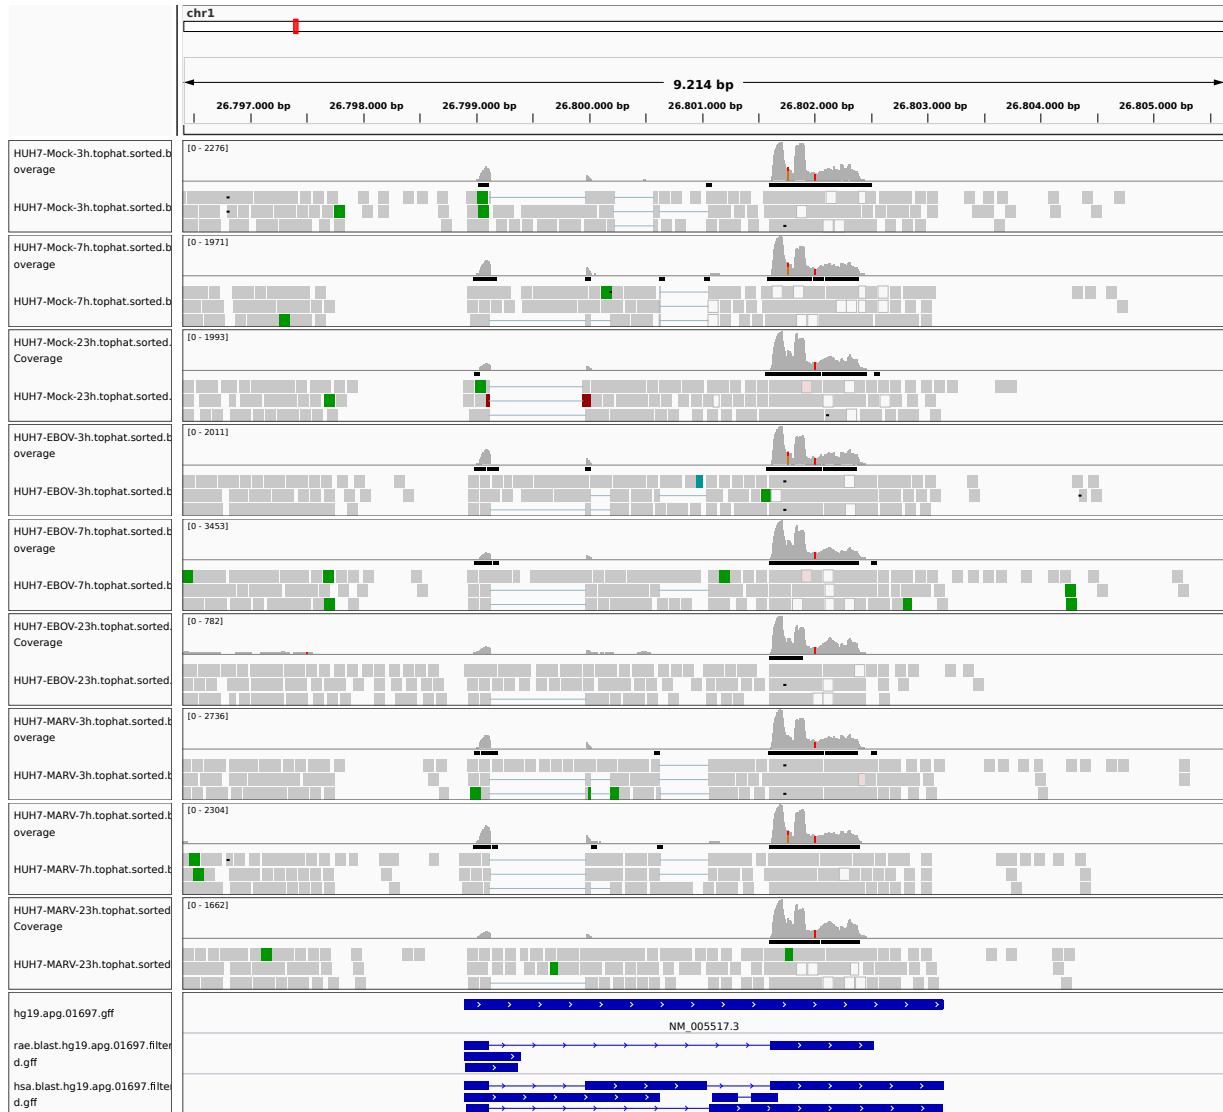 chr1
9.214 bp
26.797.000 bp 26.798.000 bp 26.799.000 bp 26.800.000 bp 26.801.000 bp 26.802.000 bp 26.803.000 bp 26.804.000 bp 26.805.000 bp
HUH7-Mock-3h.tophat.sorted.b
overage
[0 - 2276]
HUH7-Mock-3h.tophat.sorted.b
HUH7-Mock-7h.tophat.sorted.b
overage
[0 - 1971]
HUH7-Mock-7h.tophat.sorted.b
HUH7-Mock-23h.tophat.sorted.
Coverage
[0 - 1993]
HUH7-Mock-23h.tophat.sorted.
HUH7-EBOV-3h.tophat.sorted.b
overage
[0 - 2011]
HUH7-EBOV-3h.tophat.sorted.b
HUH7-EBOV-7h.tophat.sorted.b
overage
[0 - 3453]
HUH7-EBOV-7h.tophat.sorted.b
HUH7-EBOV-23h.tophat.sorted.
Coverage
[0 - 782]
HUH7-EBOV-23h.tophat.sorted.
HUH7-MARV-3h.tophat.sorted.b
overage
[0 - 2736]
HUH7-MARV-3h.tophat.sorted.b
HUH7-MARV-7h.tophat.sorted.b
overage
[0 - 2304]
HUH7-MARV-7h.tophat.sorted.b
HUH7-MARV-23h.tophat.sorted
Coverage
[0 - 1662]
HUH7-MARV-23h.tophat.sorted
hg19.apg.01697.gff
NM_005517.3
rae.blast.hg19.apg.01697.filter
d.gff
hsa.blast.hg19.apg.01697.filte
d.gff